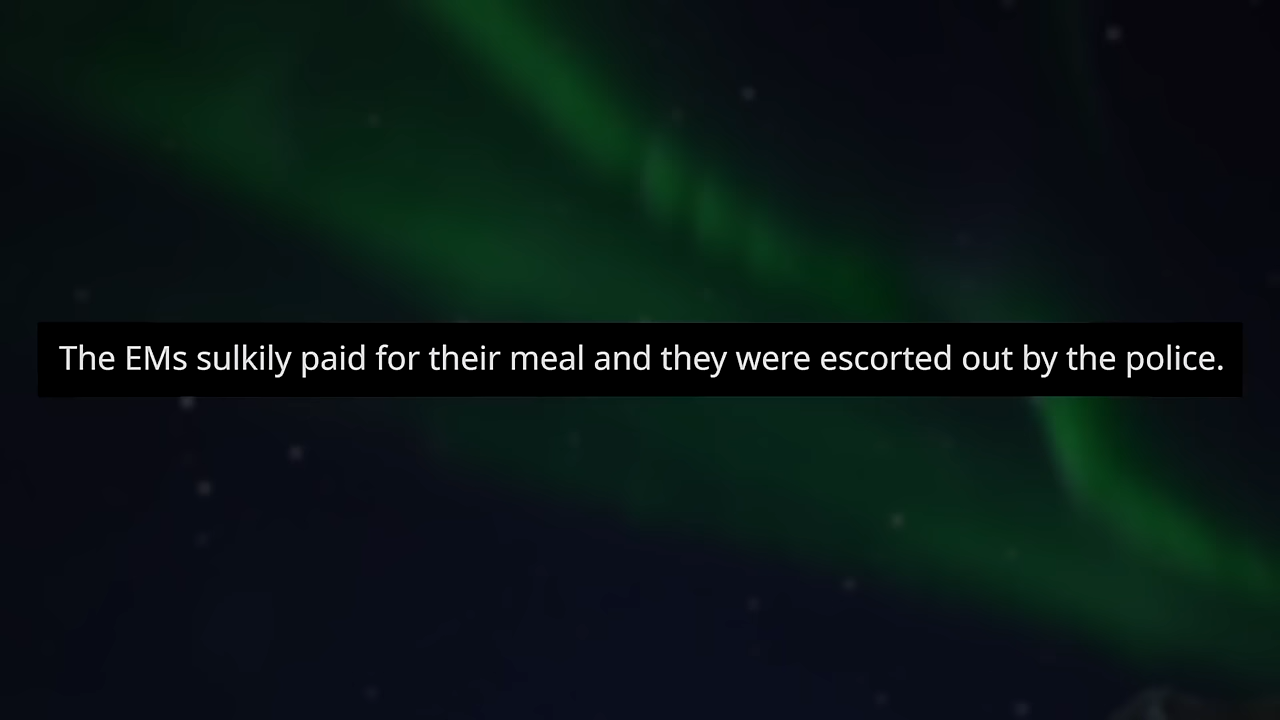 The EMs sulkily paid for their meal and they were escorted out by the police.